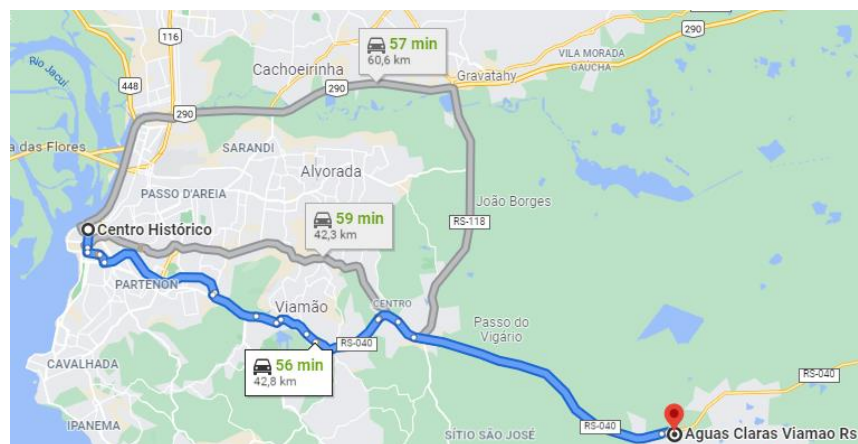 116
290
57 min
60,6 km
VILA MORADA
GAUCHA
Rio Jacuí
Cachoeirinha
Gravatahy
448
290
290
a das Flores
SARANDI
Alvorada
PASSO D'AREIA
João Borges
59 min
42,3 km
RS-118
Centro Histórico
PARTENON
Viamão
CENTRO
Passo do
Vigário
RS-040
56 min
42,8 km
CAVALHADA
RS-040
IPANEMA
SÍTIO SÃO JOSÉ
RS-040
Aguas Claras Viamao Rs